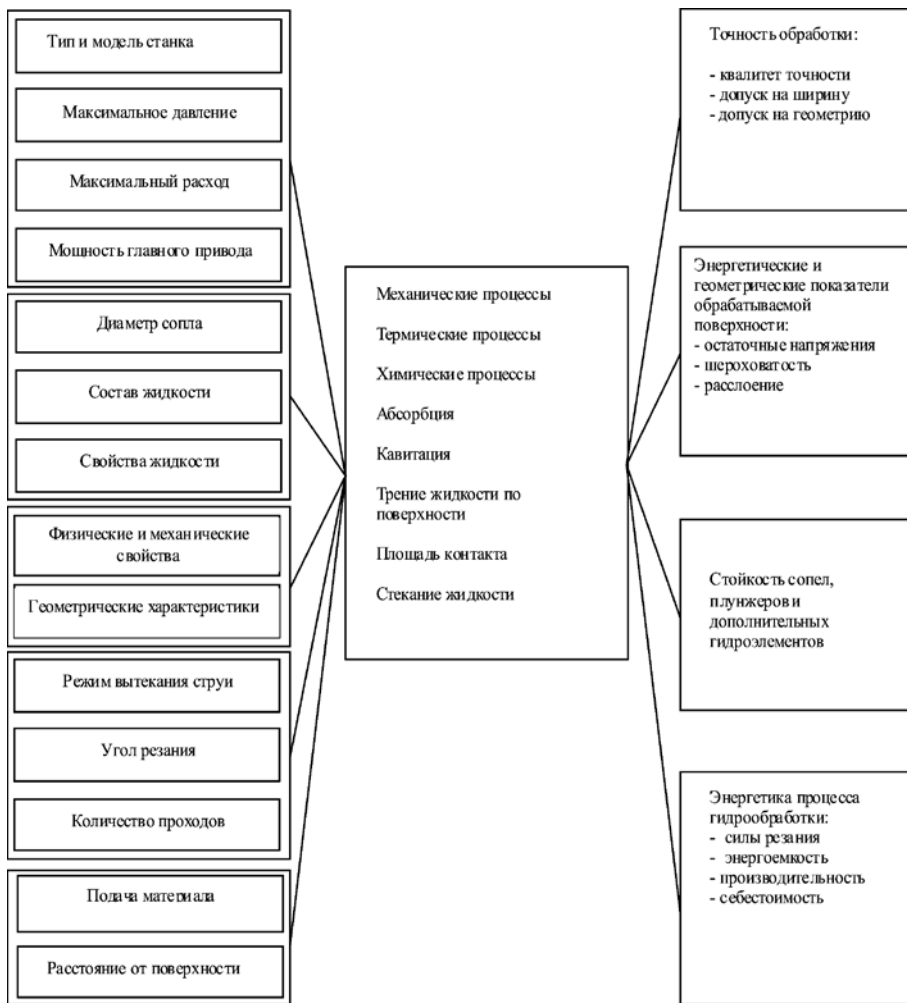 Тип и модель станка
Максимальное давление
Максимальный расход
Мощность главного привода
Диаметр сопла
Состав жидкости
Свойства жидкости
Физические и механические
свойства
Геометрические характеристики
Режим вытекания струи
Угол резания
Количество проходов
Подача материала
Расстояние от поверхности
Механические процессы
Термические процессы
Химические процессы
Абсорбция
Кавитация
Трение жидкости по
поверхности
Площадь контакта
Стекание жидкости
Точность обработки:
- квалитет точности
- допуск на ширину
- допуск на геометрию
Энергетические и
геометрические показатели
обрабатываемой
поверхности:
- остаточные напряжения
- шероховатость
- расслоение
Стойкость сопел,
плунжеров и
дополнительных
гидроэлементов
Энергетика процесса
гидрообработки:
- силы резания
- энергоемкость
- производительность
- себестоимость